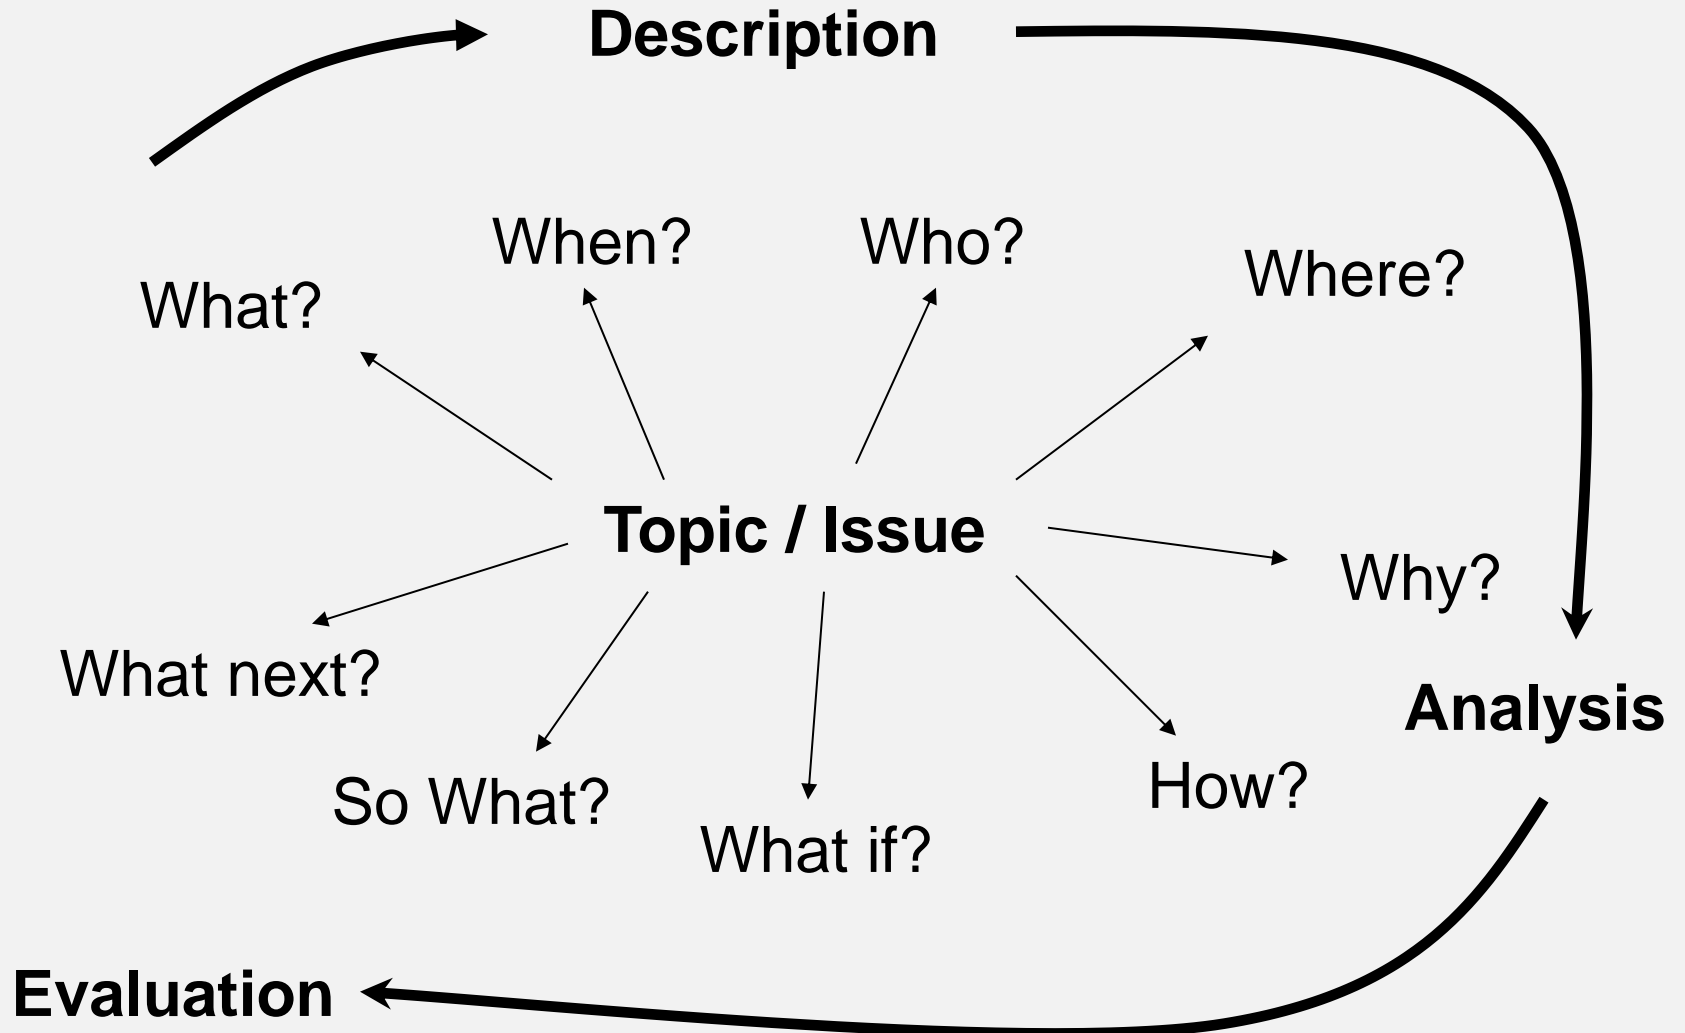 Description
When?
Who?
Where?
What?
Topic / Issue
Why?
What next?
Analysis
How?
So What?
What if?
Evaluation